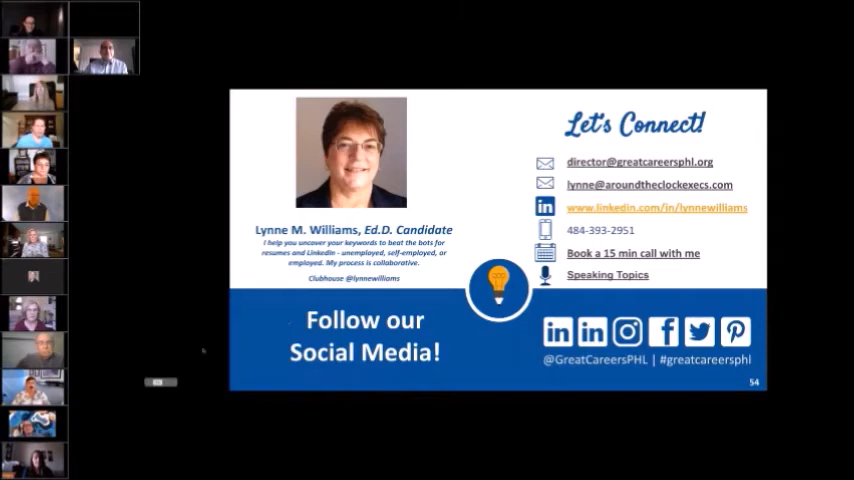 Let's Connect!
director@greatcareersphl.org
lynne@aroundtheclockexecs.com
www.linkedin.com/in/lynnewilliams
484-393-2951
Book a 15 min call with me
Speaking Topics
Lynne M. Williams, Ed.D. Candidate
I help you uncover your keywords to beat the bots for
resumes and LinkedIn - unemployed, self-employed, or
employed. My process is collaborative.
Clubhouse @lynnewilliams
Follow our
Social Media!
@GreatCareersPHL | #greatcareersphl
54